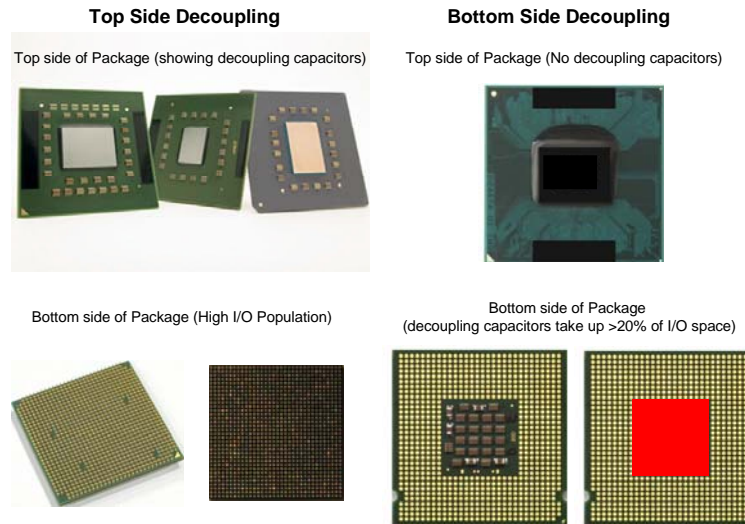 Top Side Decoupling
Bottom Side Decoupling
Top side of Package (showing decoupling capacitors)
Top side of Package (No decoupling capacitors)
Bottom side of Package (High I/O Population)
Bottom side of Package
(decoupling capacitors take up >20% of I/O space)